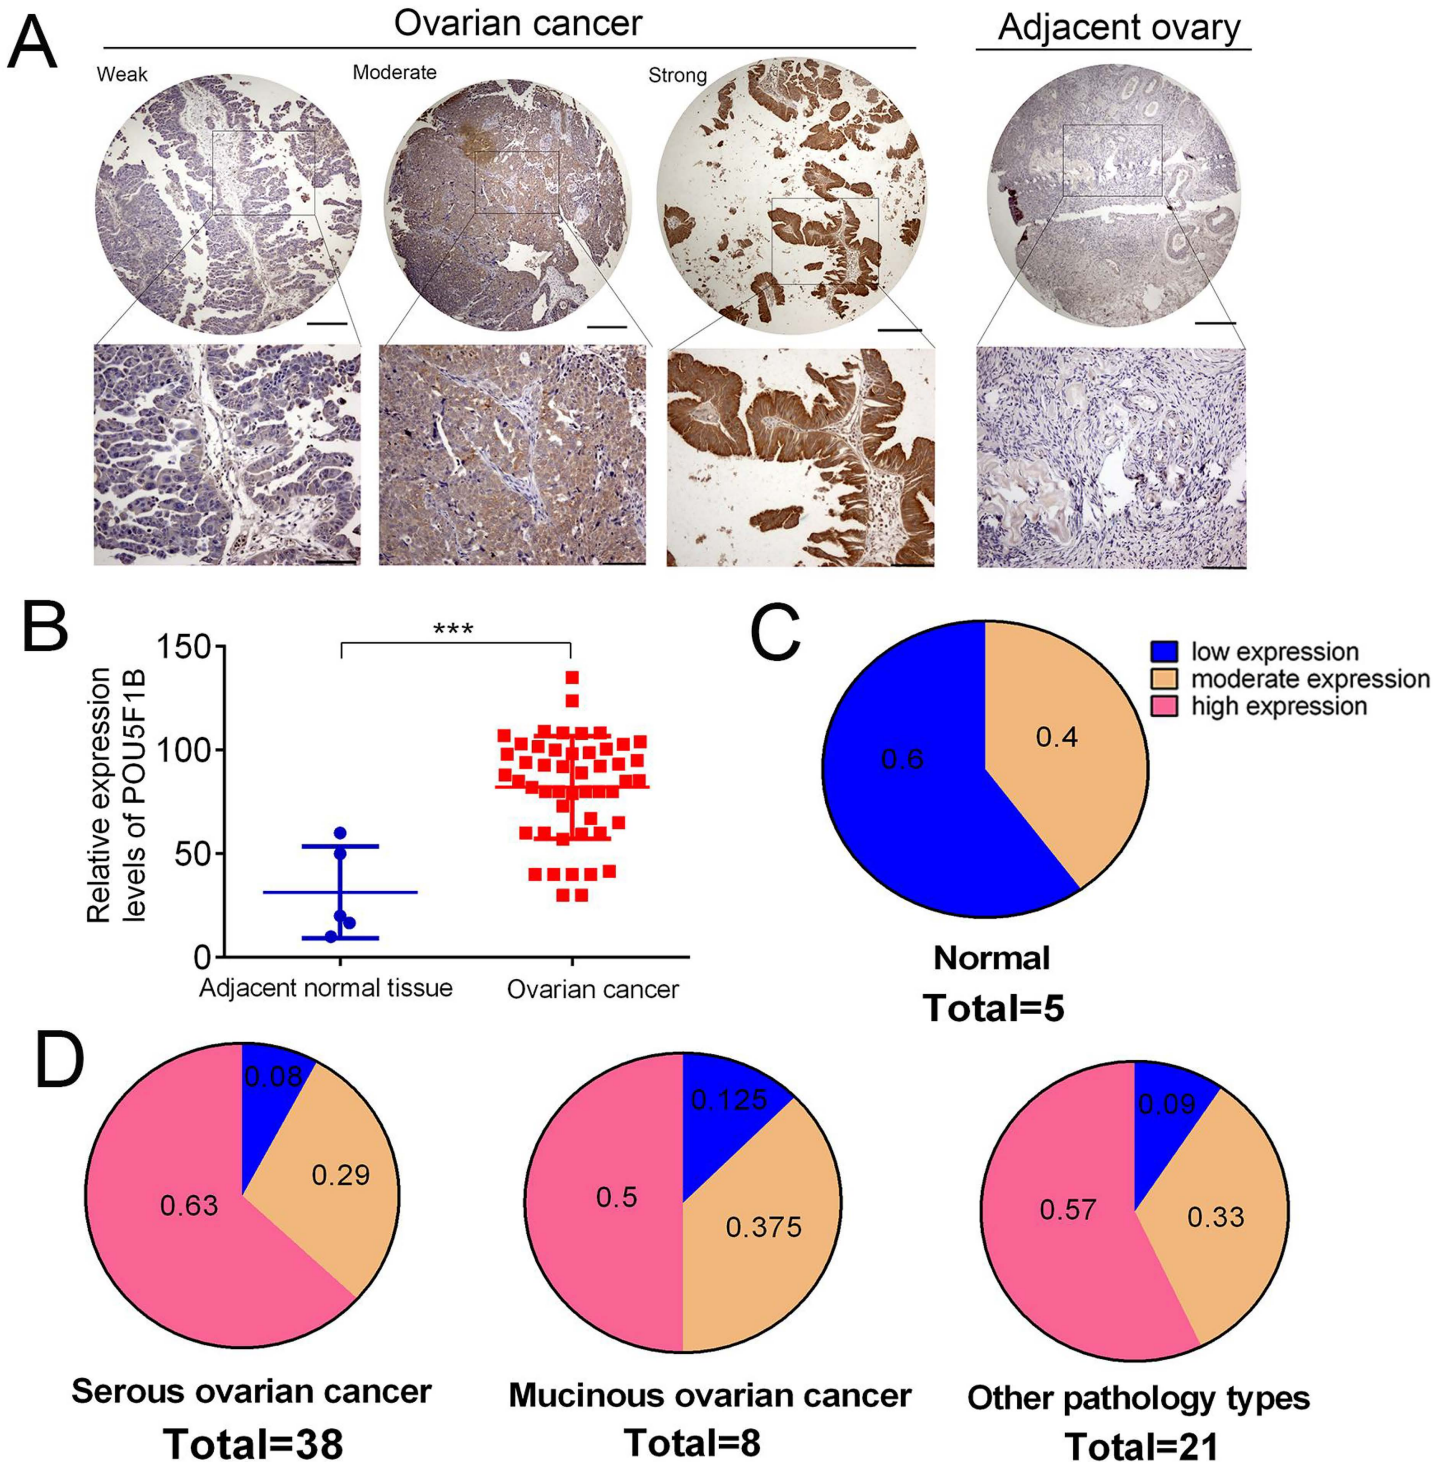 A
Ovarian cancer
Adjacent ovary
Weak
Moderate
Strong
B
Relative expression
levels of POU5F1B
150
100
50
0
***
Adjacent normal tissue
Ovarian cancer
C
0.6
0.4
low expression
moderate expression
high expression
Normal
Total=5
D
0.08
0.29
0.63
Serous ovarian cancer
Total=38
0.125
0.375
0.5
Mucinous ovarian cancer
Total=8
0.09
0.33
0.57
Other pathology types
Total=21